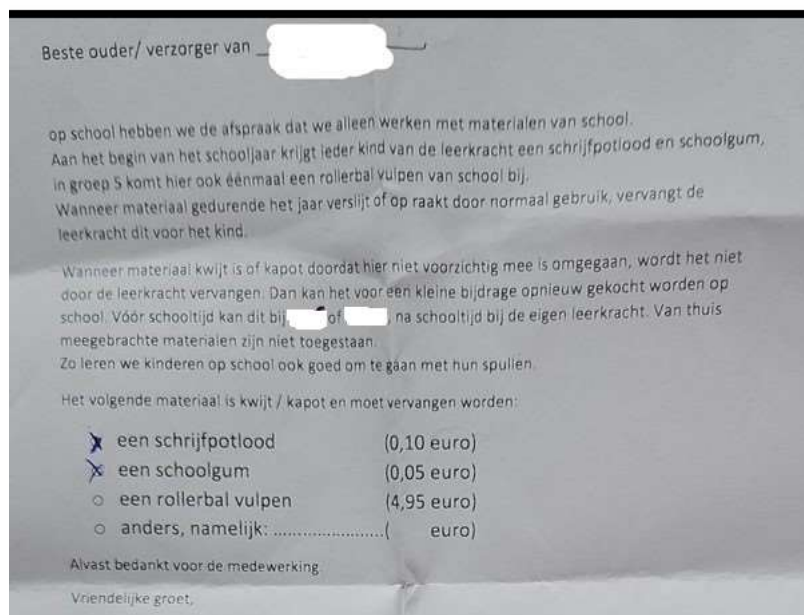 Beste ouder/ verzorger van
op school hebben we de afspraak dat we alleen werken met materialen van school.
Aan het begin van het schooljaar krijgt ieder kind van de leerkracht een schrijfpotlood en schoolgum,
in groep 5 komt hier ook éénmaal een rollerbal vulpen van school bij.
Wanneer materiaal gedurende het jaar verslijt of op raakt door normaal gebruik, vervangt de
leerkracht dit voor het kind.
Wanneer materiaal kwijt is of kapot doordat hier niet voorzichtig mee is omgegaan, wordt het niet
door de leerkracht vervangen. Dan kan het voor een kleine bijdrage opnieuw gekocht worden op
school. Vóór schooltijd kan dit bij of , na schooltijd bij de eigen leerkracht. Van thuis
meegebrachte materialen zijn niet toegestaan.
Zo leren we kinderen op school ook goed om te gaan met hun spullen.
Het volgende materiaal is kwijt / kapot en moet vervangen worden:
x een schrijfpotlood (0,10 euro)
x een schoolgum (0,05 euro)
○ een rollerbal vulpen (4,95 euro)
○ anders, namelijk: .......................( euro)
Alvast bedankt voor de medewerking
Vriendelijke groet,